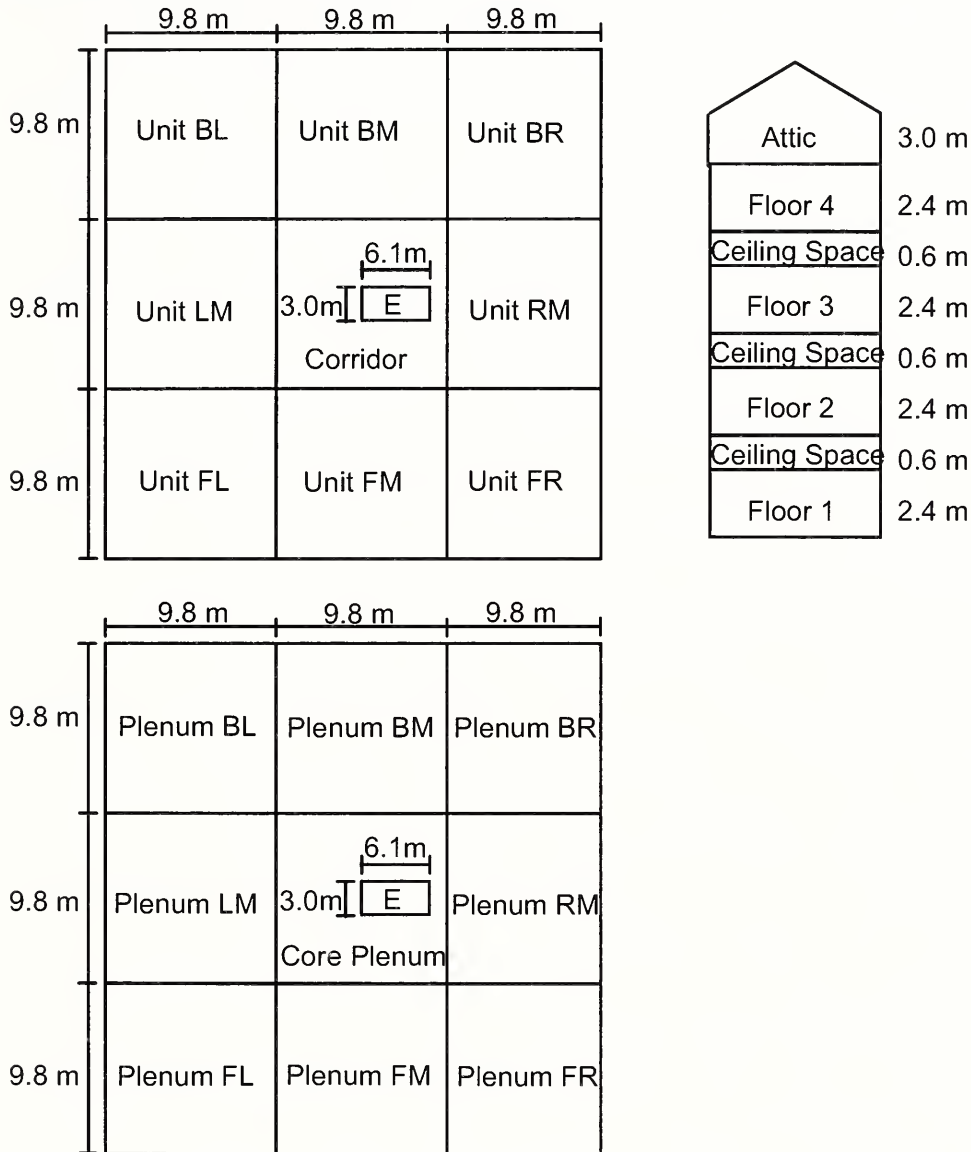 9.8 m 9.8 m 9.8 m
9.8 m Unit BL Unit BM Unit BR
9.8 m Unit LM 6.1m 3.0m E Corridor Unit RM
9.8 m Unit FL Unit FM Unit FR
Attic 3.0 m
Floor 4 2.4 m
Ceiling Space 0.6 m
Floor 3 2.4 m
Ceiling Space 0.6 m
Floor 2 2.4 m
Ceiling Space 0.6 m
Floor 1 2.4 m
9.8 m 9.8 m 9.8 m
9.8 m Plenum BL Plenum BM Plenum BR
9.8 m Plenum LM 6.1m 3.0m E Core Plenum Plenum RM
9.8 m Plenum FL Plenum FM Plenum FR